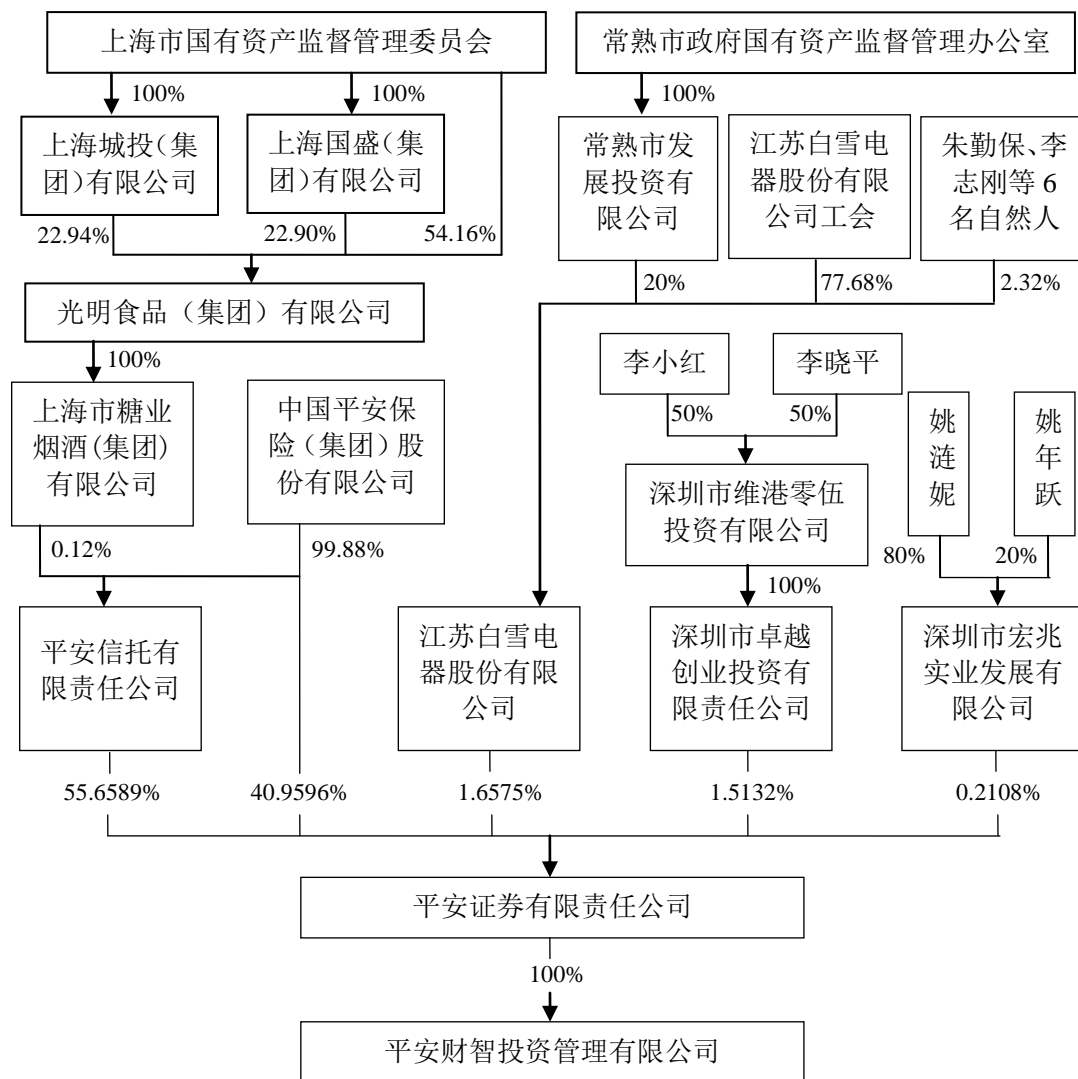 上海市国有资产监督管理委员会
常熟市政府国有资产监督管理办公室
100%
100%
100%
上海城投(集
团)有限公司
上海国盛(集
团)有限公司
常熟市发
展投资有
限公司
江苏白雪电
器股份有限
公司工会
朱勤保、李
志刚等 6
名自然人
22.94%
22.90%
54.16%
20%
77.68%
2.32%
光明食品（集团）有限公司
100%
李小红
李晓平
50%
50%
上海市糖业
烟酒(集团)
有限公司
中国平安保
险（集团）股
份有限公司
深圳市维港零伍
投资有限公司
姚
涟
妮
姚
年
跃
0.12%
99.88%
100%
80%
20%
平安信托有
限责任公司
江苏白雪电
器股份有限
公司
深圳市卓越
创业投资有
限责任公司
深圳市宏兆
实业发展有
限公司
55.6589%
40.9596%
1.6575%
1.5132%
0.2108%
平安证券有限责任公司
100%
平安财智投资管理有限公司